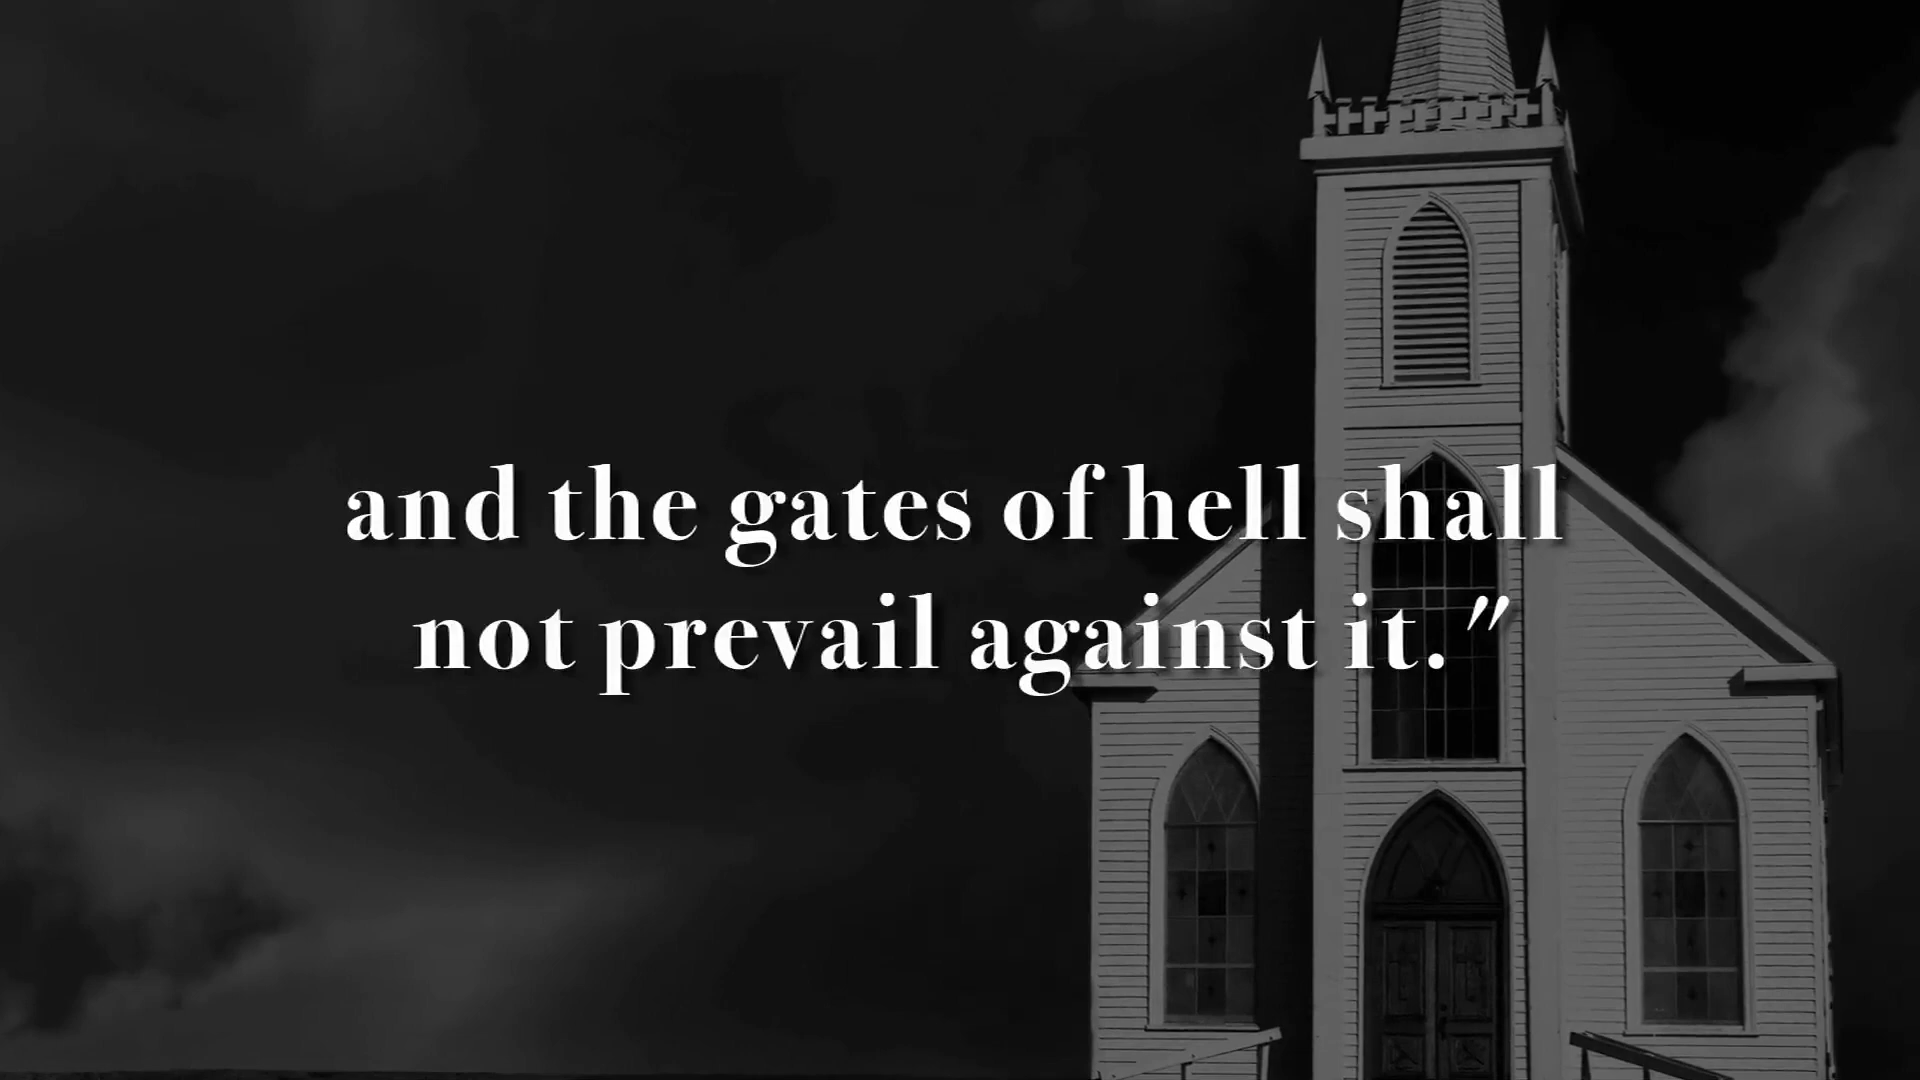 and the gates of hell shall
not prevail against it."